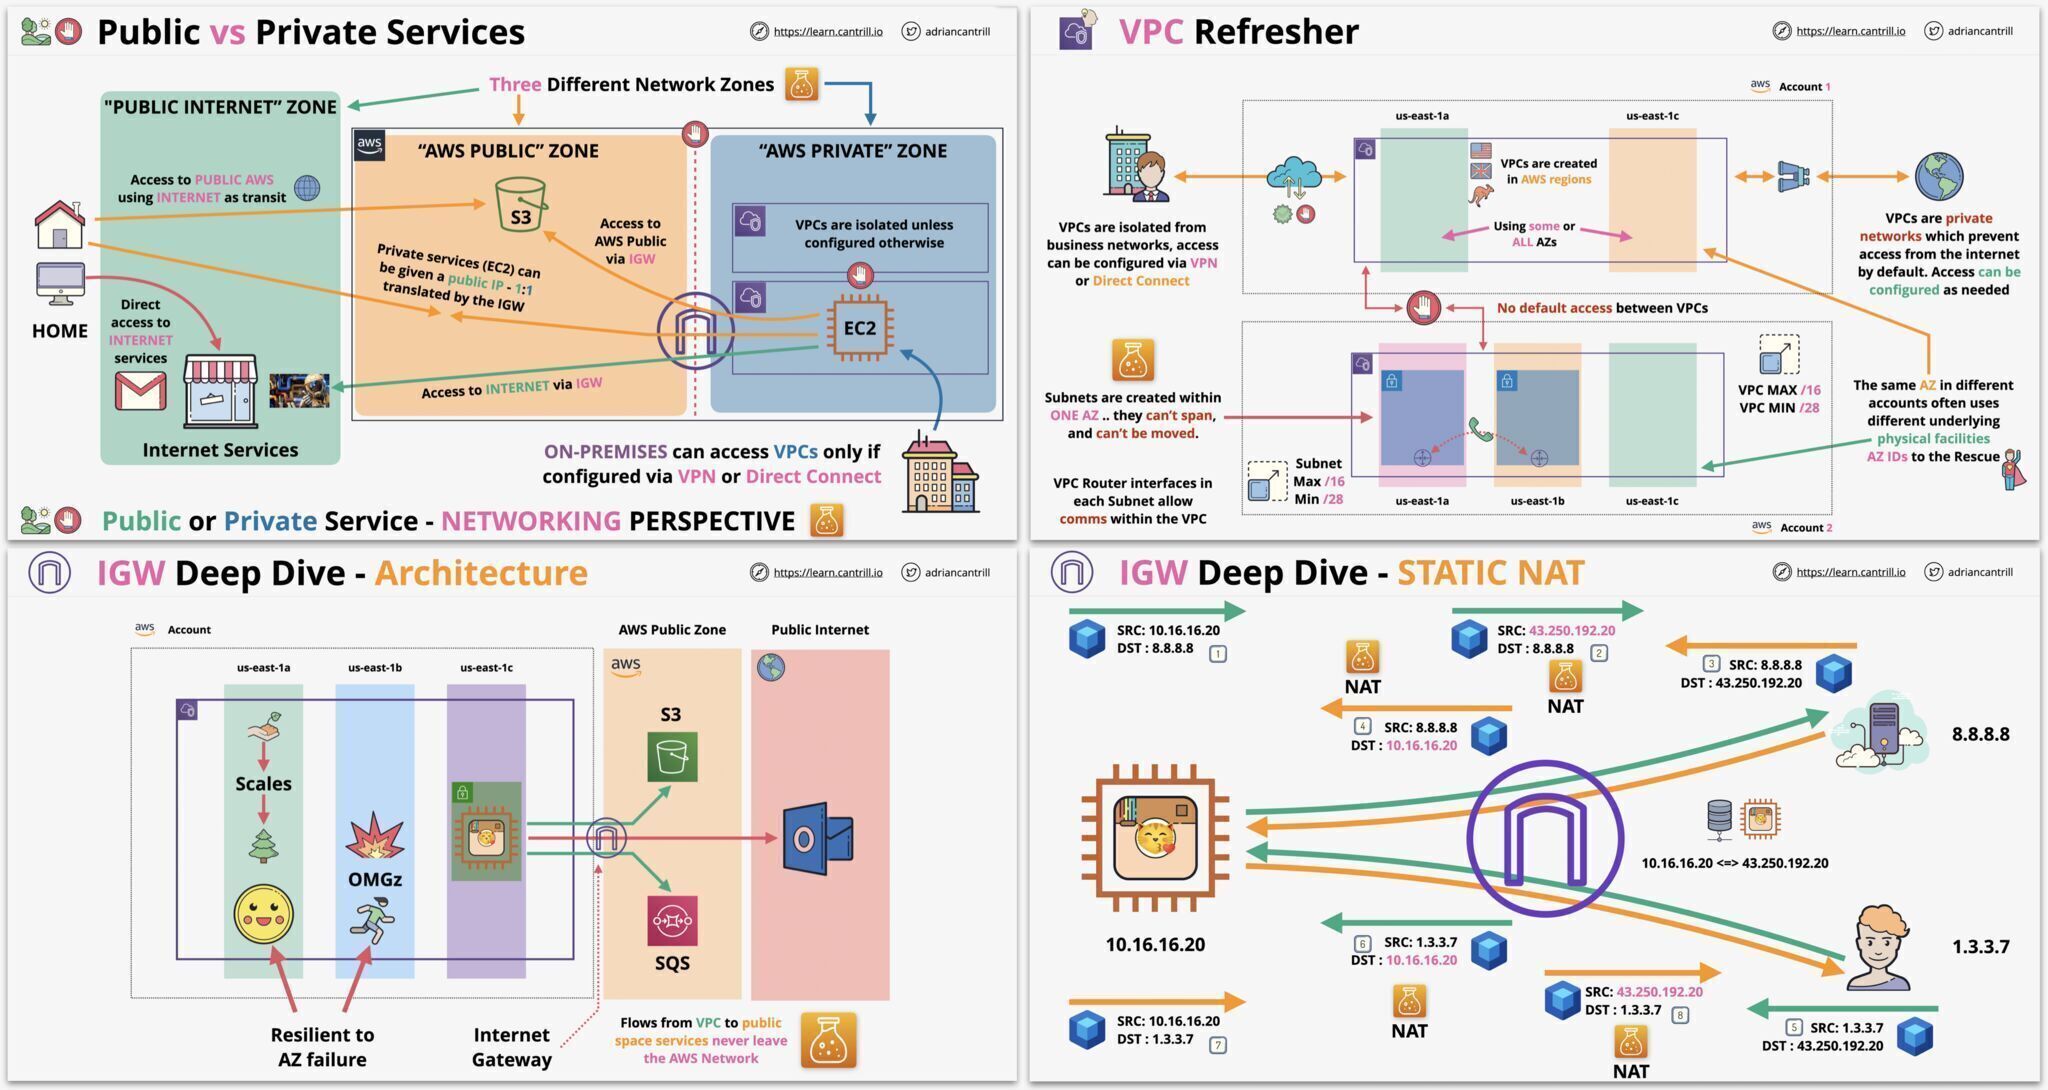 Public vs Private Services
https://learn.cantrill.io
adriancantrill
Three Different Network Zones
"PUBLIC INTERNET” ZONE
aws
“AWS PUBLIC” ZONE
“AWS PRIVATE” ZONE
Access to PUBLIC AWS
using INTERNET as transit
S3
Access to
AWS Public
via IGW
VPCs are isolated unless
configured otherwise
Private services (EC2) can
be given a public IP - 1:1
translated by the IGW
EC2
HOME
Direct
access to
INTERNET
services
Access to INTERNET via IGW
Internet Services
ON-PREMISES can access VPCs only if
configured via VPN or Direct Connect
Public or Private Service - NETWORKING PERSPECTIVE
VPC Refresher
https://learn.cantrill.io
adriancantrill
aws
Account 1
us-east-1a
us-east-1c
VPCs are created
in AWS regions
Using some or
ALL AZs
VPCs are isolated from
business networks, access
can be configured via VPN
or Direct Connect
VPCs are private
networks which prevent
access from the internet
by default. Access can be
configured as needed
No default access between VPCs
Subnets are created within
ONE AZ .. they can’t span,
and can’t be moved.
VPC MAX /16
VPC MIN /28
The same AZ in different
accounts often uses
different underlying
physical facilities
AZ IDs to the Rescue
Subnet
Max /16
Min /28
VPC Router interfaces in
each Subnet allow
comms within the VPC
us-east-1a
us-east-1b
us-east-1c
aws
Account 2
IGW Deep Dive - Architecture
https://learn.cantrill.io
adriancantrill
aws
Account
AWS Public Zone
Public Internet
us-east-1a
us-east-1b
us-east-1c
aws
S3
Scales
OMGz
SQS
Resilient to
AZ failure
Internet
Gateway
Flows from VPC to public
space services never leave
the AWS Network
IGW Deep Dive - STATIC NAT
https://learn.cantrill.io
adriancantrill
SRC: 10.16.16.20
DST : 8.8.8.8
1
NAT
SRC: 43.250.192.20
DST : 8.8.8.8
2
NAT
3
SRC: 8.8.8.8
DST : 43.250.192.20
4
SRC: 8.8.8.8
DST : 10.16.16.20
8.8.8.8
10.16.16.20 <=> 43.250.192.20
10.16.16.20
1.3.3.7
6
SRC: 1.3.3.7
DST : 10.16.16.20
NAT
SRC: 10.16.16.20
DST : 1.3.3.7
7
SRC: 43.250.192.20
DST : 1.3.3.7
8
NAT
5
SRC: 1.3.3.7
DST : 43.250.192.20